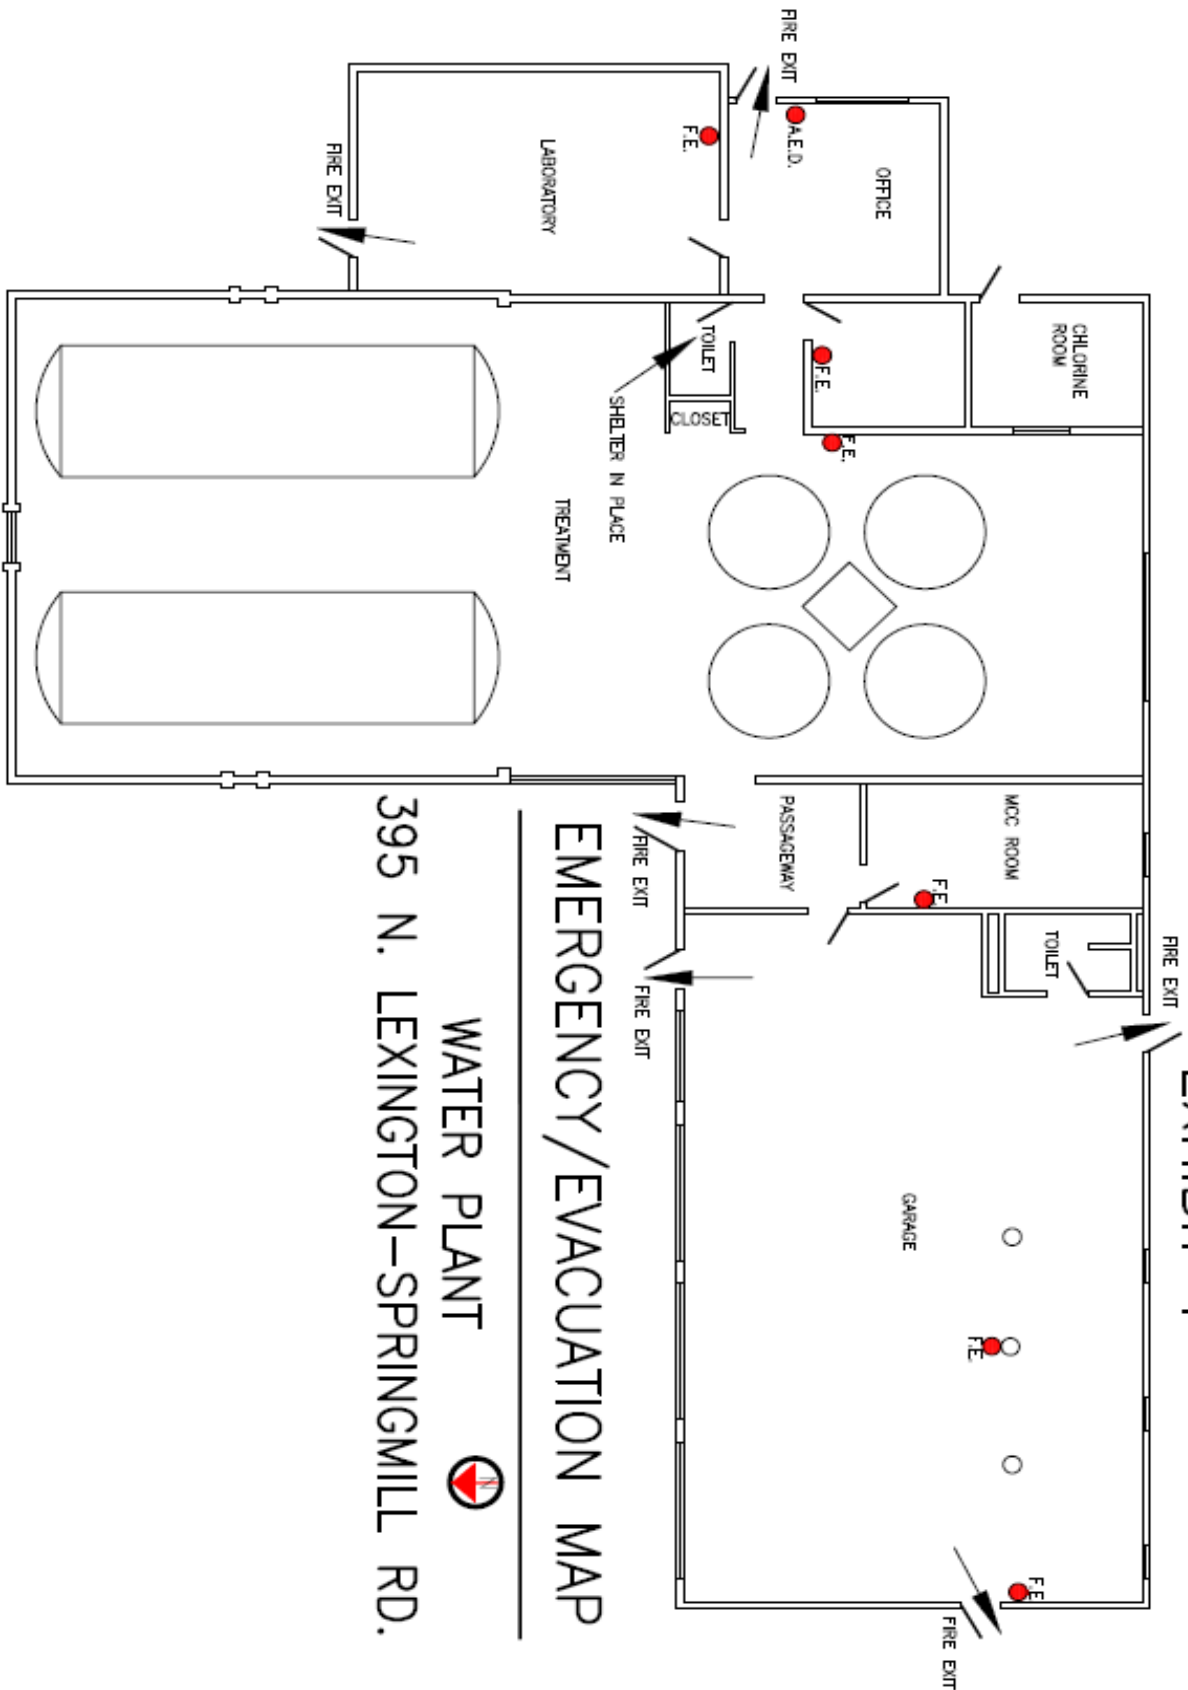 FIRE EXIT
CHLORINE
ROOM
TOILET
F.E.
MCC ROOM
F.E.
FIRE EXIT
F.E.
GARAGE
OFFICE
F.E.
F.E.
A.E.D.
FIRE EXIT
PASSAGEWAY
TOILET
CLOSET
F.E.
FIRE EXIT
FIRE EXIT
SHELTER IN PLACE
TREATMENT
LABORATORY
FIRE EXIT
EMERGENCY/EVACUATION MAP
WATER PLANT
N
395 N. LEXINGTON-SPRINGMILL RD.